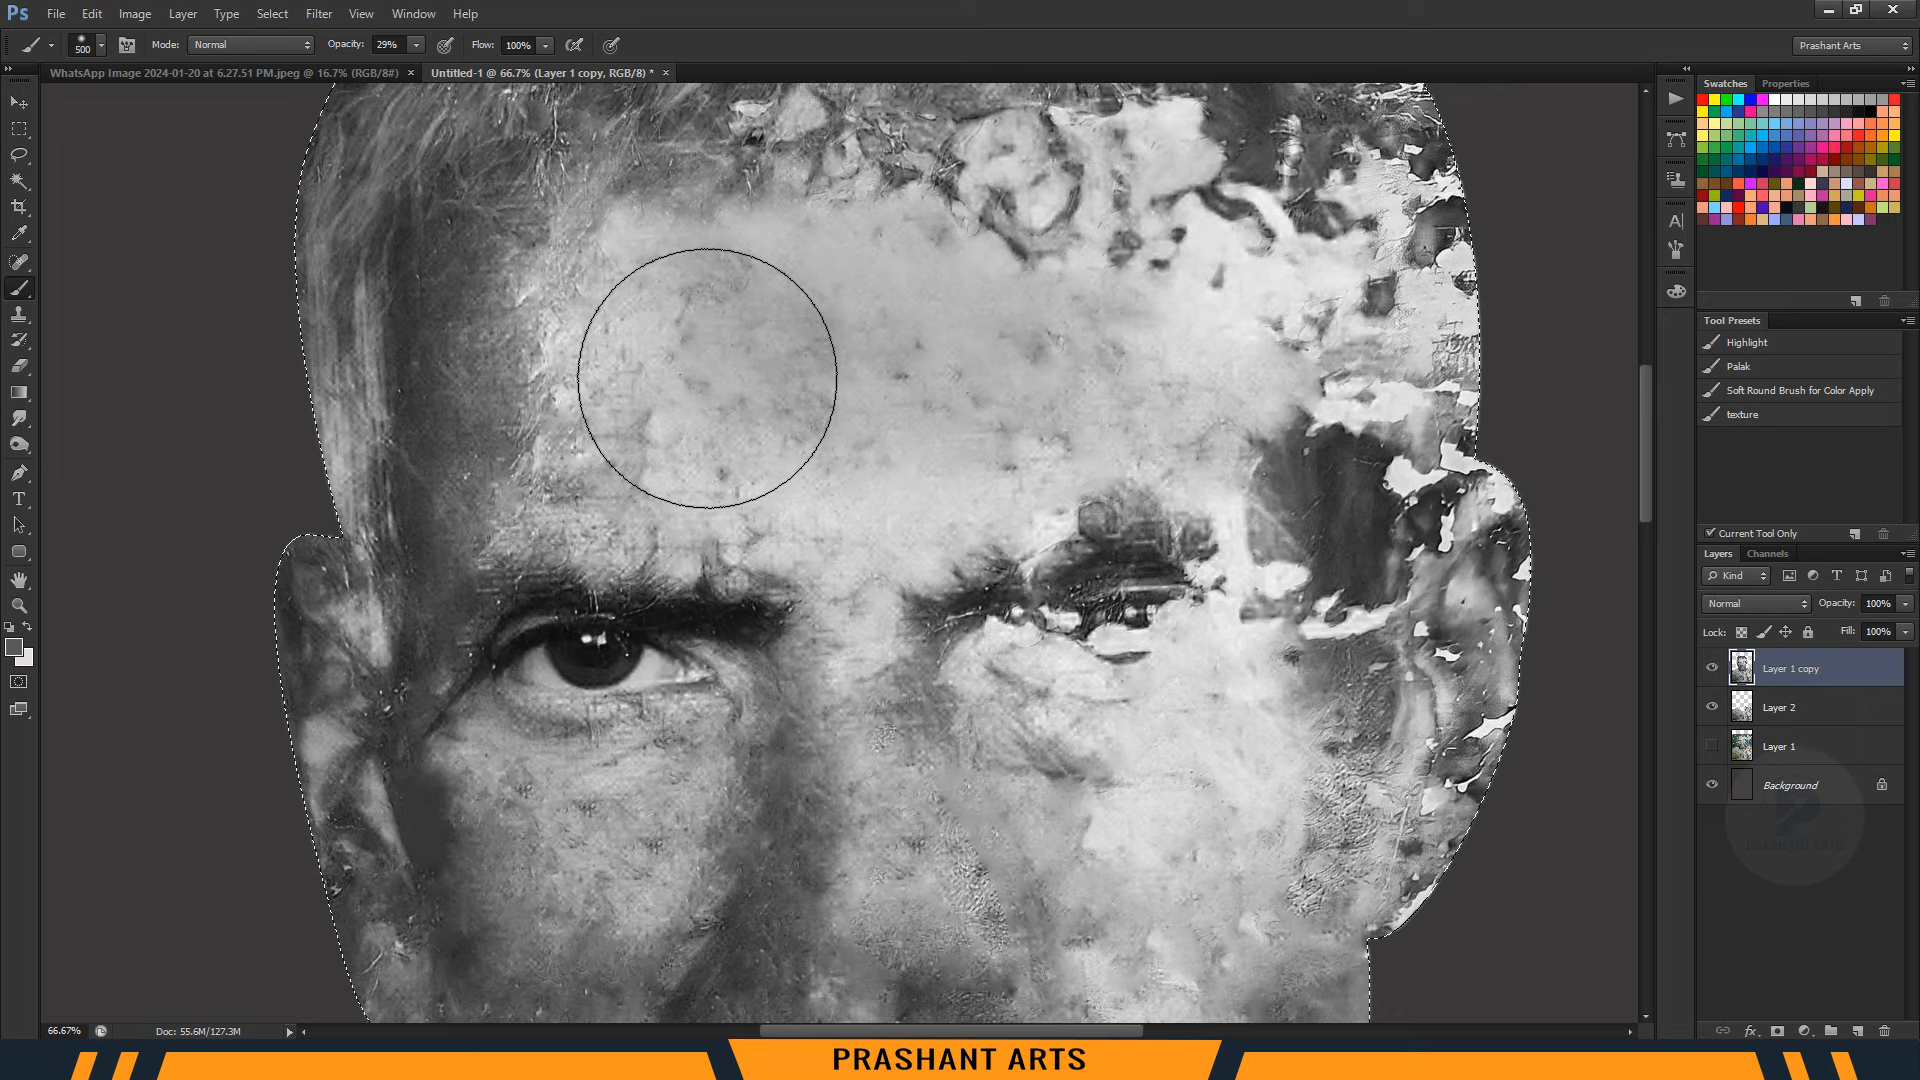 Ps File Edit Image Layer Type Select Filter View Window Help
500 Mode: Normal Opacity: 29% Flow: 100% Prashant Arts
WhatsApp Image 2024-01-20 at 6.27.51 PM.jpeg @ 16.7% (RGB/8#) × Untitled-1 @ 66.7% (Layer 1 copy, RGB/8) * ×
Swatches Properties
Tool Presets
Highlight
Palak
Soft Round Brush for Color Apply
texture
Current Tool Only
Layers Channels
Kind
Normal Opacity: 100%
Lock: Fill: 100%
Layer 1 copy
Layer 2
Layer 1
Background
PRASHANT ARTS
66.67% Doc: 55.6M/127.3M
PRASHANT ARTS